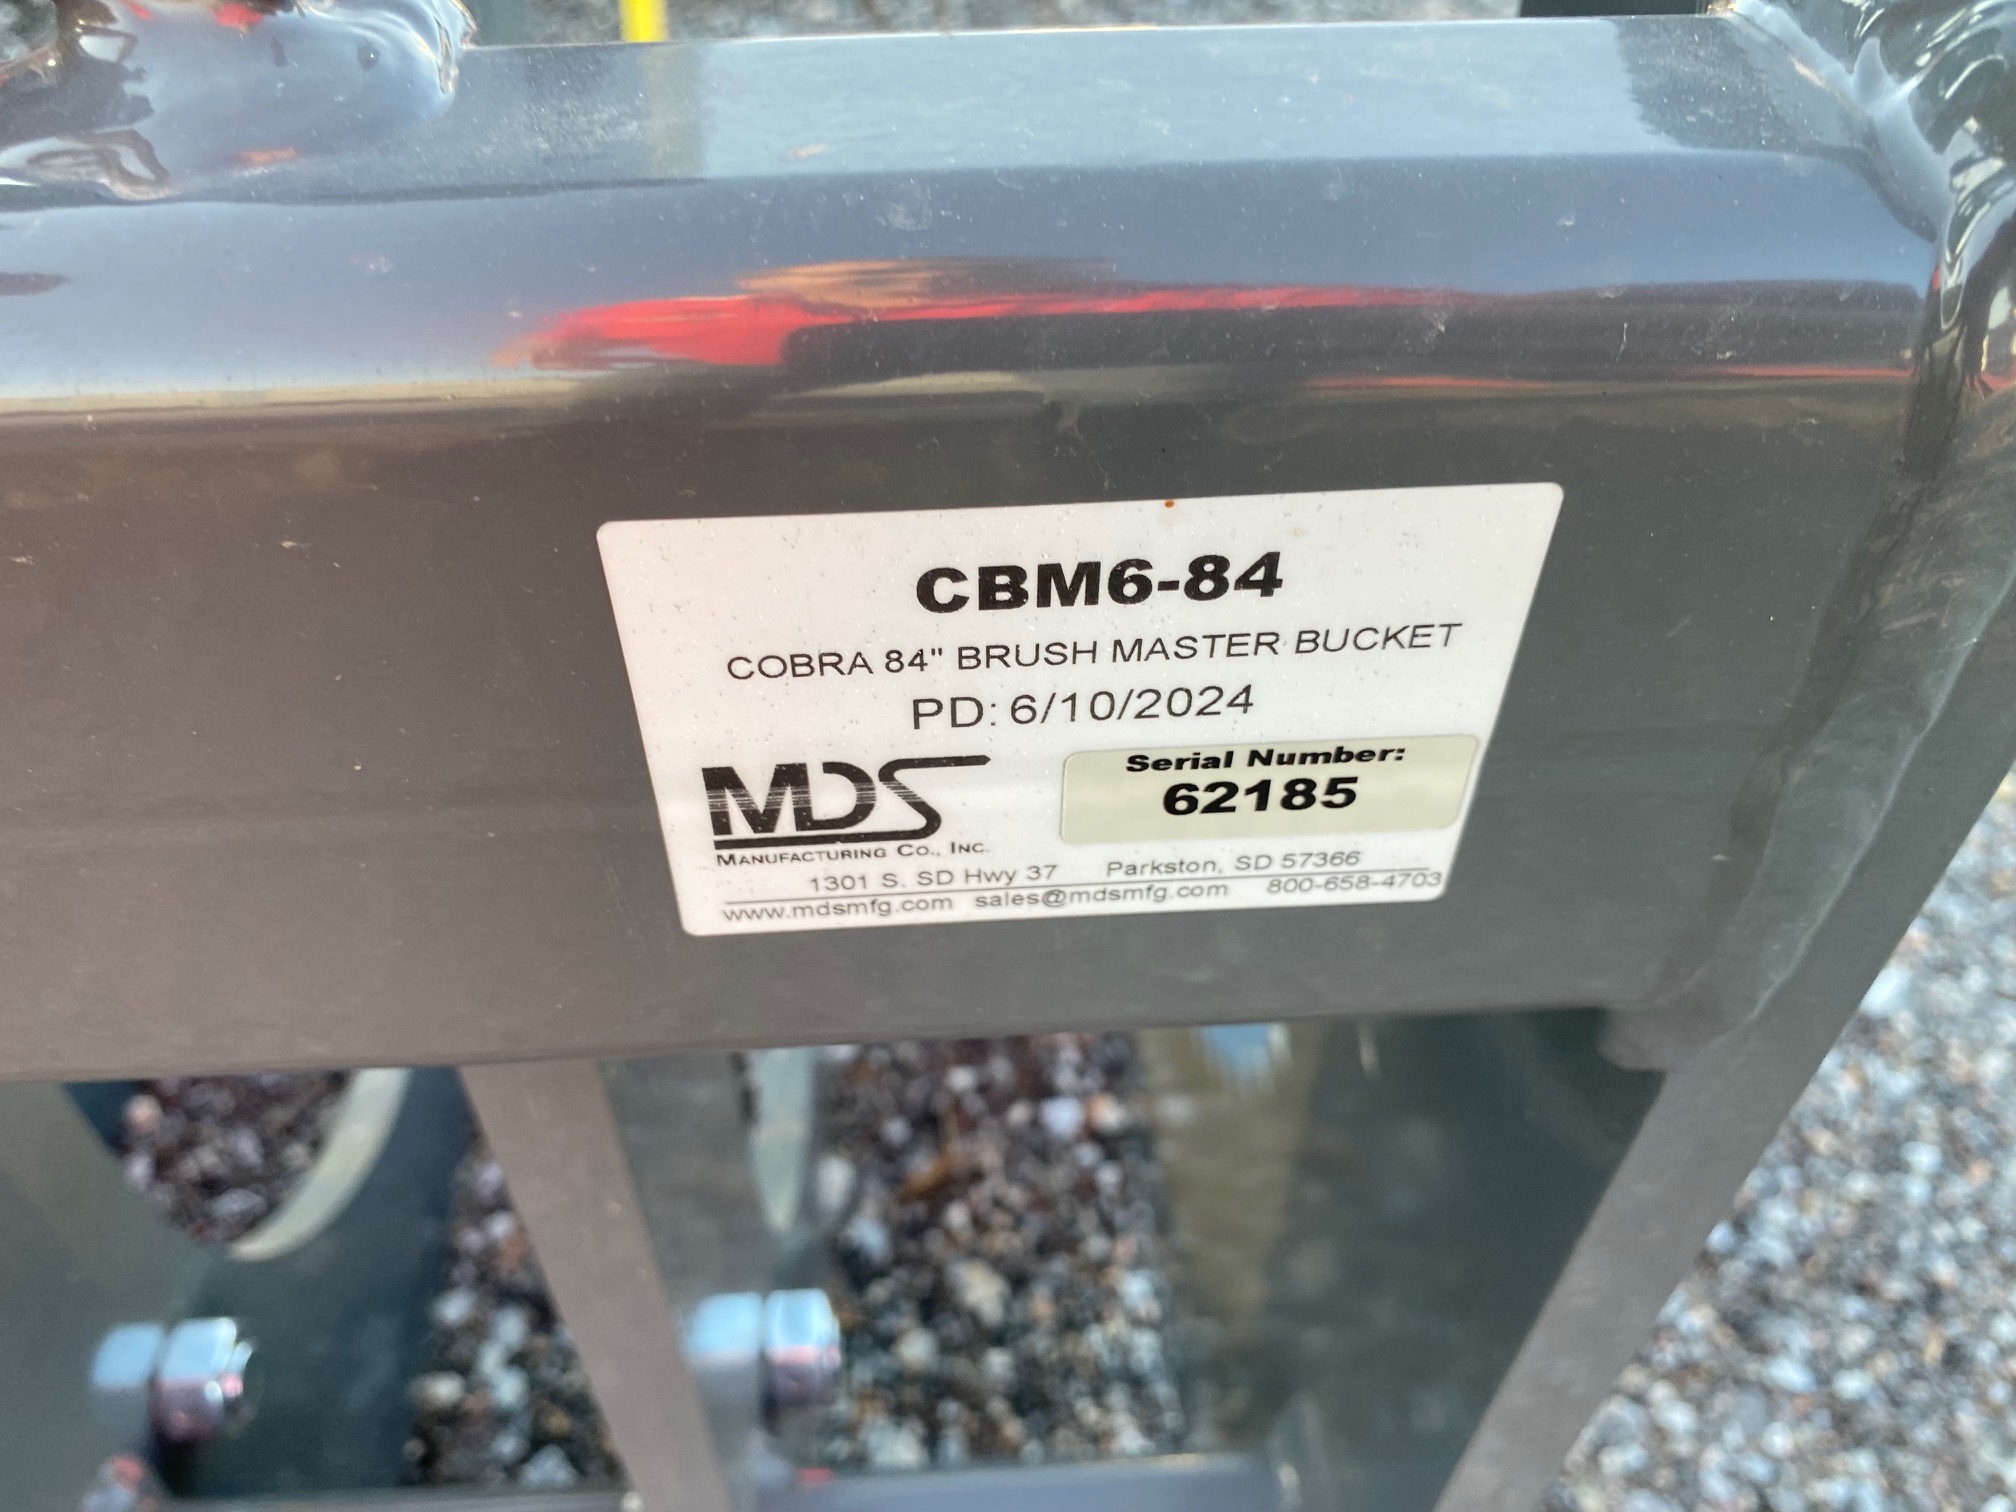 CBM6-84
COBRA 84" BRUSH MASTER BUCKET
PD: 6/10/2024
MDS
MANUFACTURING CO., INC.
Serial Number:
62185
1301 S. SD Hwy 37 Parkston, SD 57366
www.mdsmfg.com sales@mdsmfg.com 800-658-4703